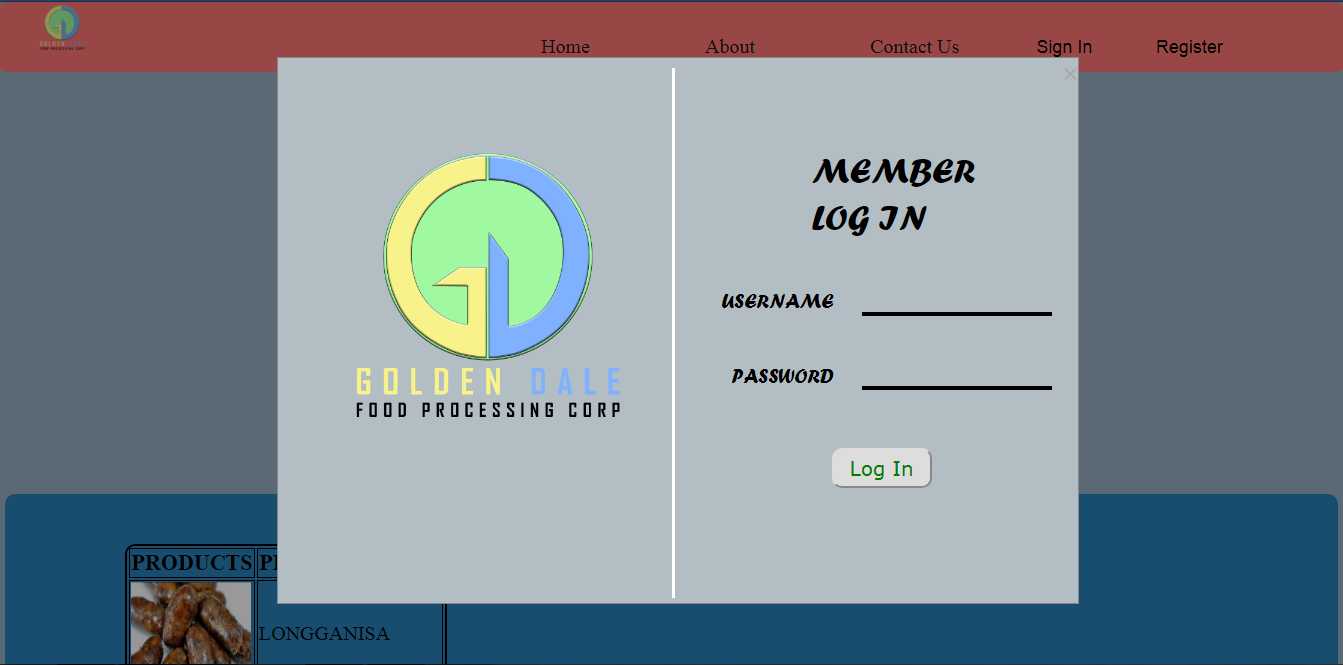 Home About Contact Us Sign In Register
×
MEMBER
LOG IN
USERNAME
PASSWORD
Log In
GOLDEN DALE
FOOD PROCESSING CORP
PRODUCTS
LONGGANISA